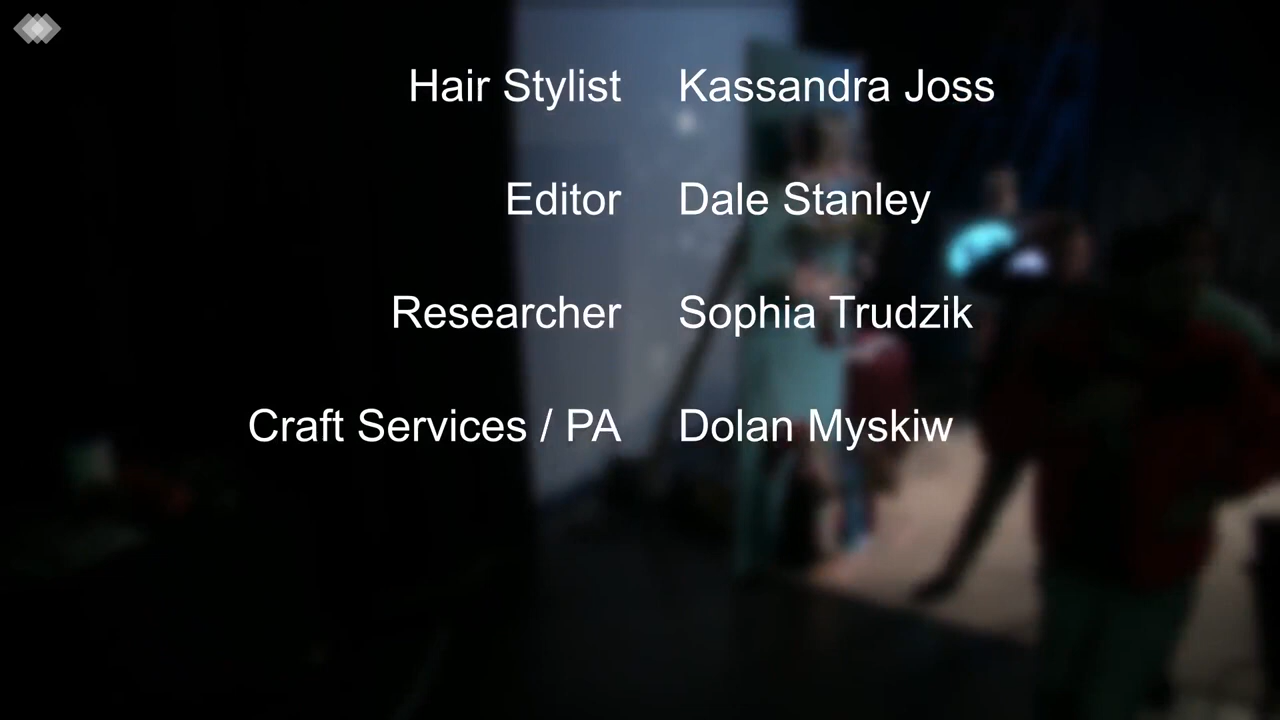 Hair Stylist Kassandra Joss
Editor Dale Stanley
Researcher Sophia Trudzik
Craft Services / PA Dolan Myskiw